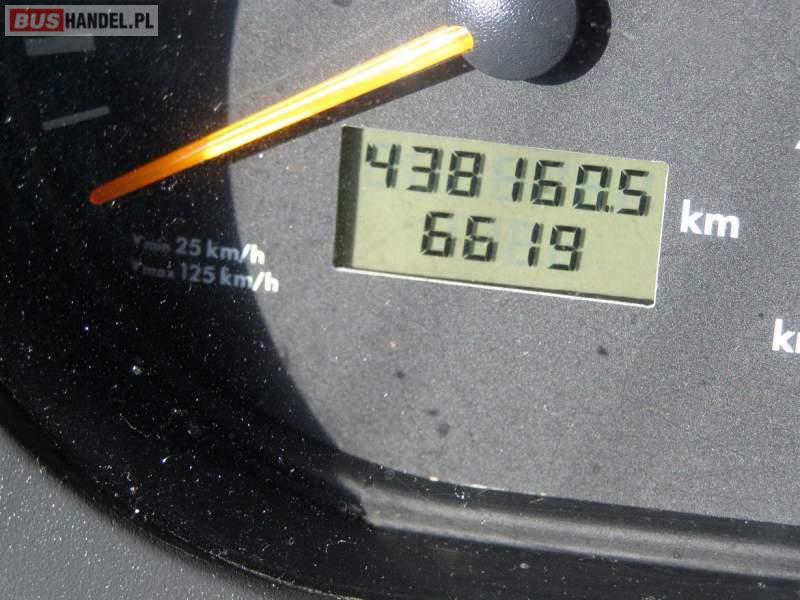 BUSHANDEL.PL
438160.5
km
6619
Vmin 25 km/h
Vmax 125 km/h